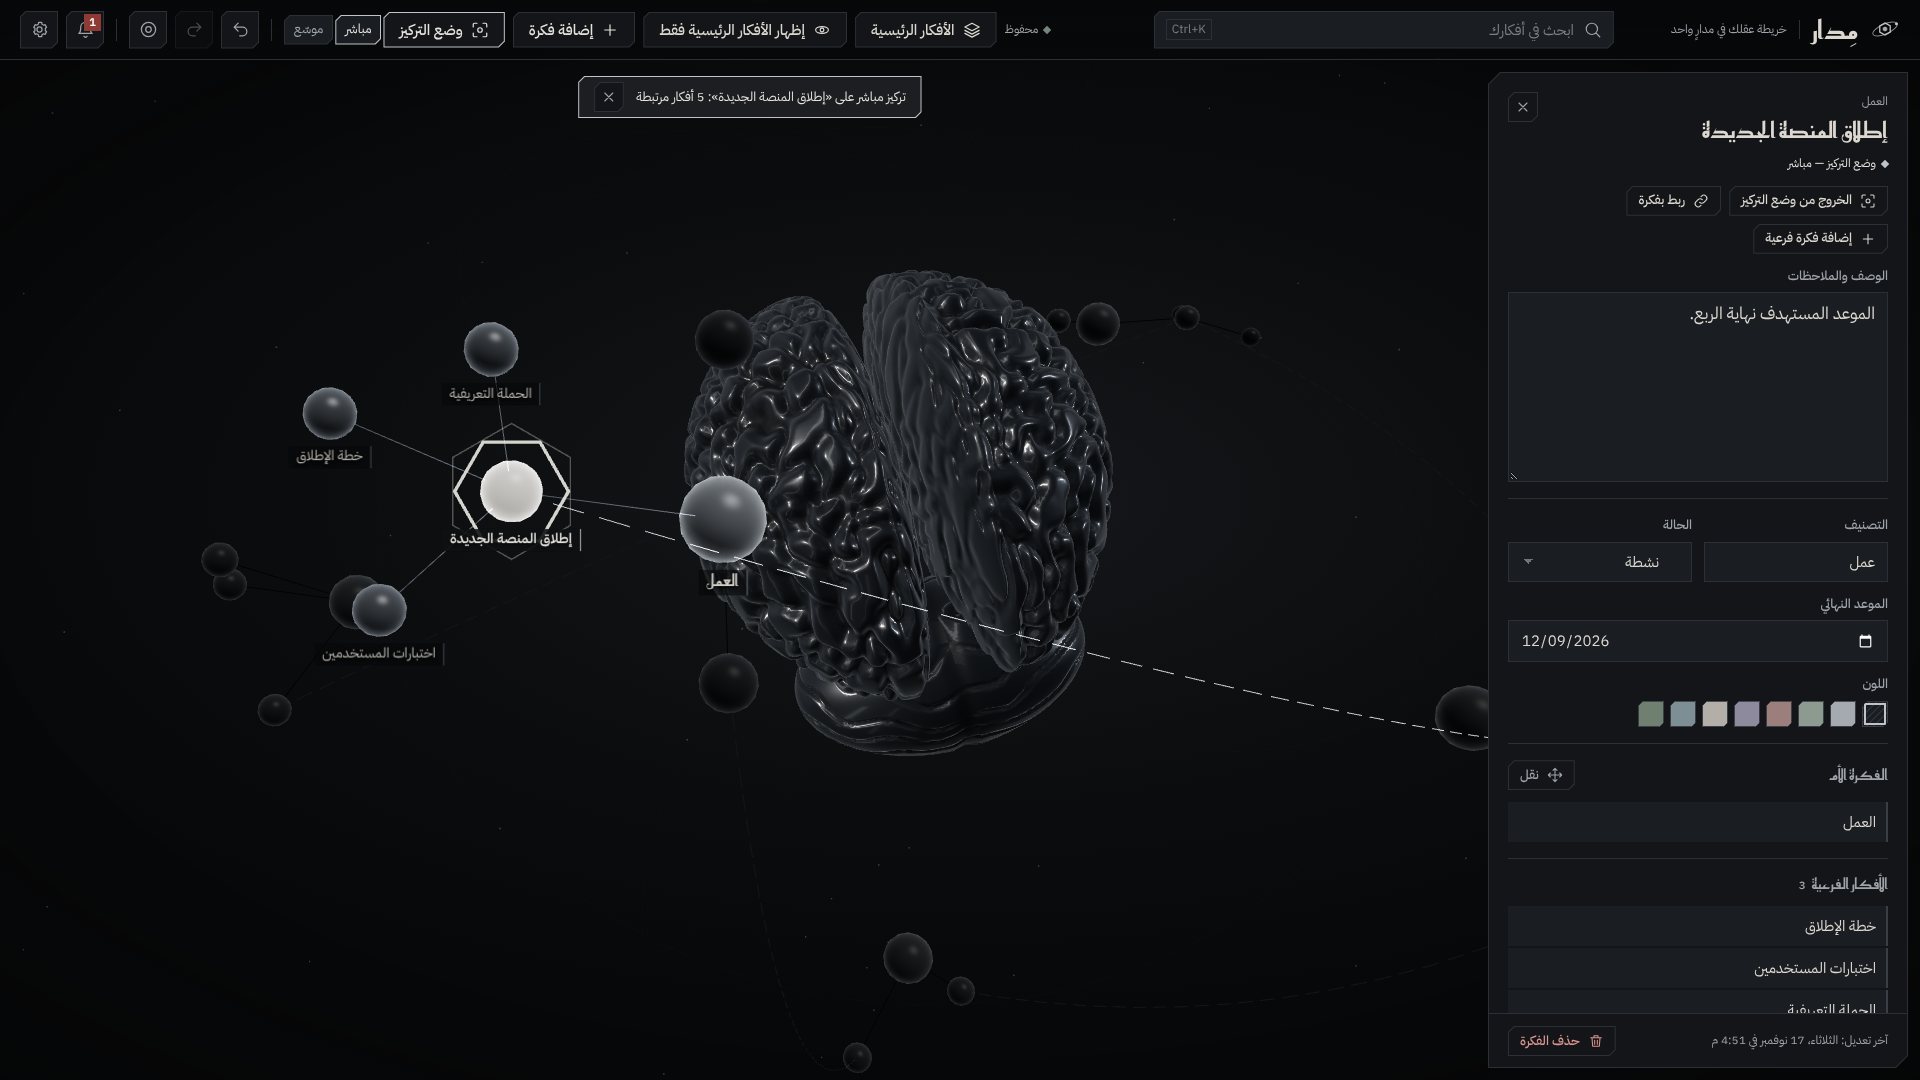 مدار
خريطة عقلك في مدارٍ واحد
ابحث في أفكارك
Ctrl+K
محفوظ
الأفكار الرئيسية
إظهار الأفكار الرئيسية فقط
إضافة فكرة
وضع التركيز
مباشر
موسّع
1
تركيز مباشر على «إطلاق المنصة الجديدة»: 5 أفكار مرتبطة
العمل
إطلاق المنصة الجديدة
وضع التركيز — مباشر
الخروج من وضع التركيز
ربط بفكرة
إضافة فكرة فرعية
الوصف والملاحظات
الموعد المستهدف نهاية الربع.
التصنيف
الحالة
عمل
نشطة
الموعد النهائي
12/09/2026
اللون
الفكرة الأم
نقل
العمل
الأفكار الفرعية 3
خطة الإطلاق
اختبارات المستخدمين
الحملة التعريفية
آخر تعديل: الثلاثاء، 17 نوفمبر في 4:51 م
حذف الفكرة
الحملة التعريفية
خطة الإطلاق
إطلاق المنصة الجديدة
العمل
اختبارات المستخدمين